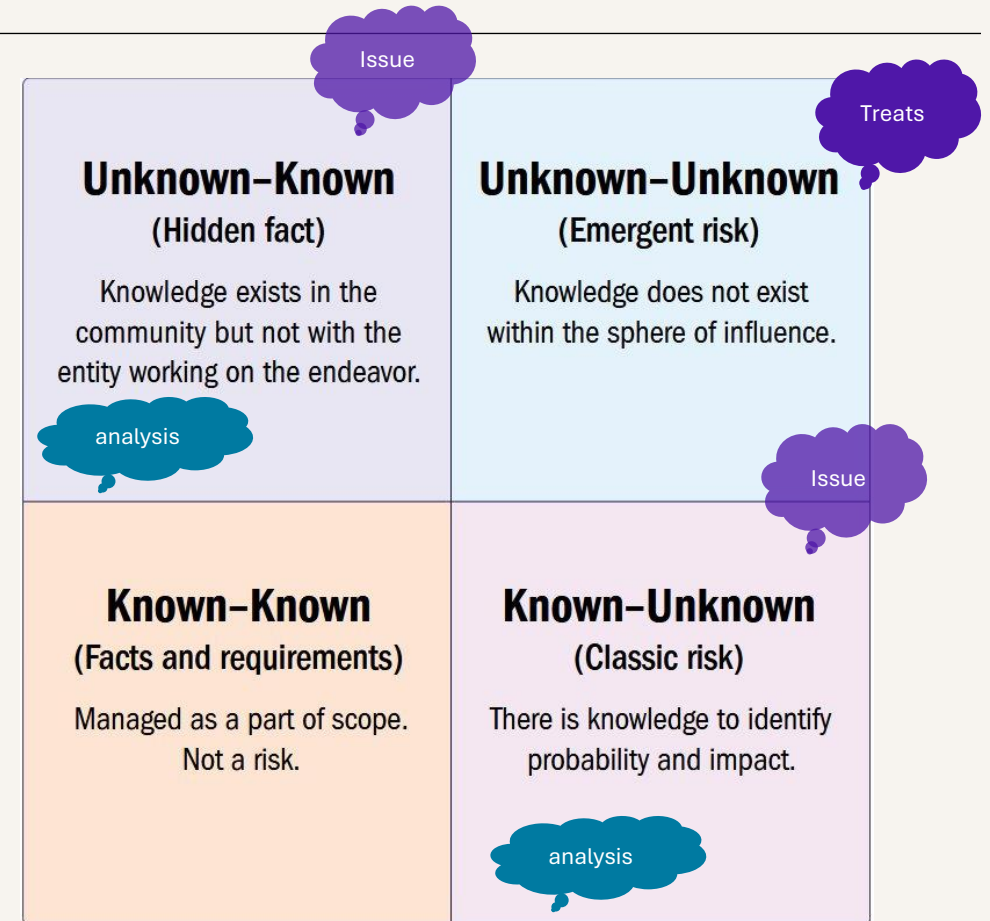 Issue
Treats
Unknown–Known
(Hidden fact)
Knowledge exists in the
community but not with the
entity working on the endeavor.
analysis
Unknown–Unknown
(Emergent risk)
Knowledge does not exist
within the sphere of influence.
Issue
Known–Known
(Facts and requirements)
Managed as a part of scope.
Not a risk.
Known–Unknown
(Classic risk)
There is knowledge to identify
probability and impact.
analysis